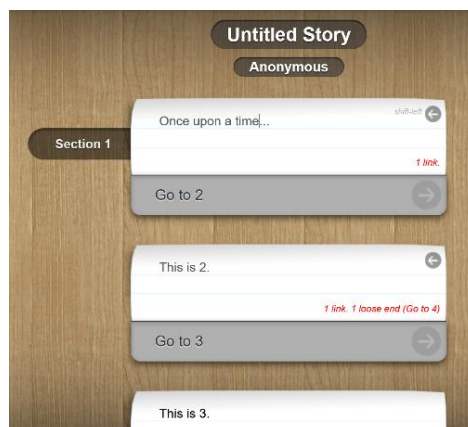 Untitled Story
Anonymous
Once upon a time...
shift-left
Section 1
1 link.
Go to 2
This is 2.
1 link. 1 loose end (Go to 4)
Go to 3
This is 3.